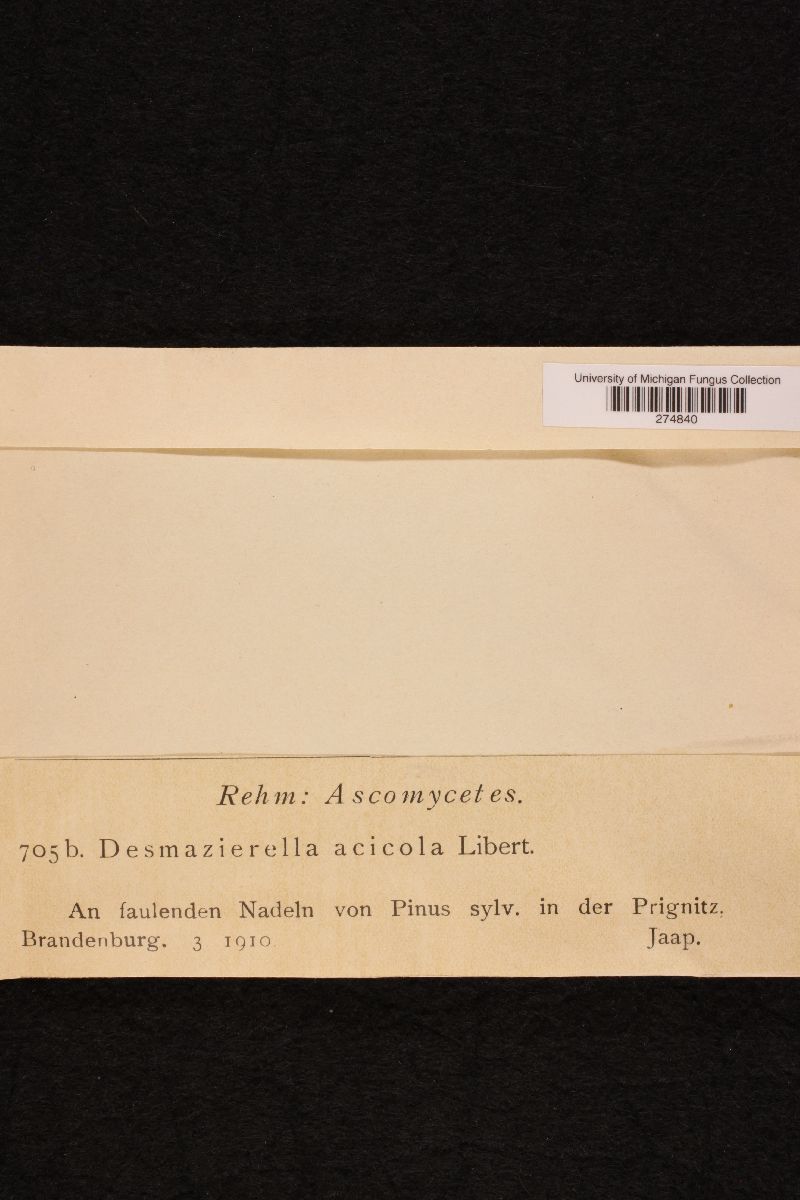 University of Michigan Fungus Collection
274840
Rehm: Ascomycetes.
705b. Desmazierella acicola Libert.
An faulenden Nadeln von Pinus sylv. in der Prignitz.
Brandenburg. 3 1910. Jaap.